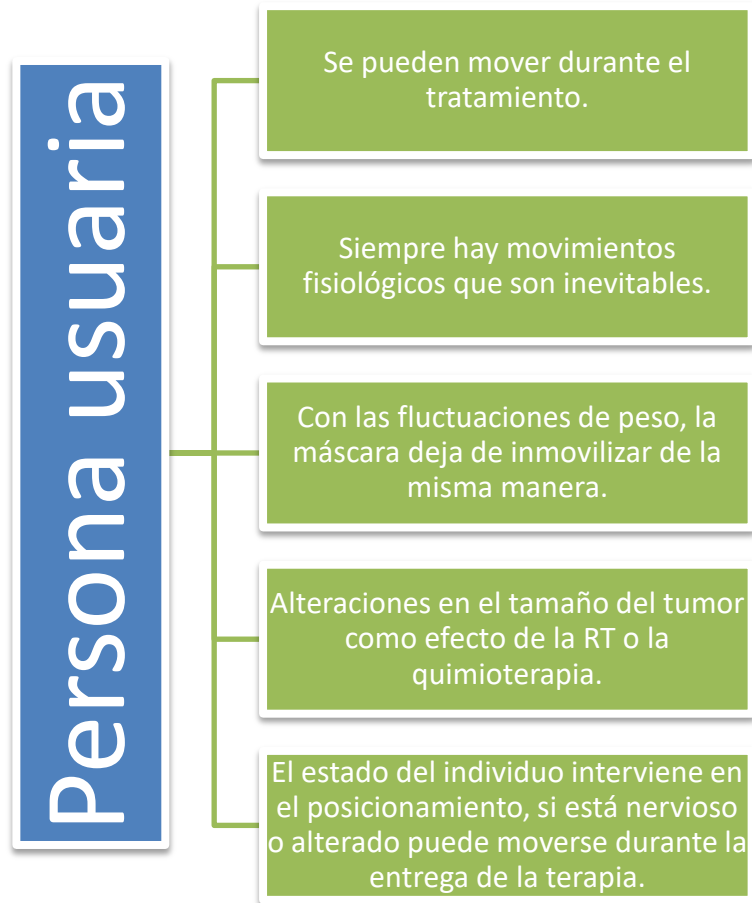 Persona usuaria
Se pueden mover durante el
tratamiento.
Siempre hay movimientos
fisiológicos que son inevitables.
Con las fluctuaciones de peso, la
máscara deja de inmovilizar de la
misma manera.
Alteraciones en el tamaño del tumor
como efecto de la RT o la
quimioterapia.
El estado del individuo interviene en
el posicionamiento, si está nervioso
o alterado puede moverse durante la
entrega de la terapia.